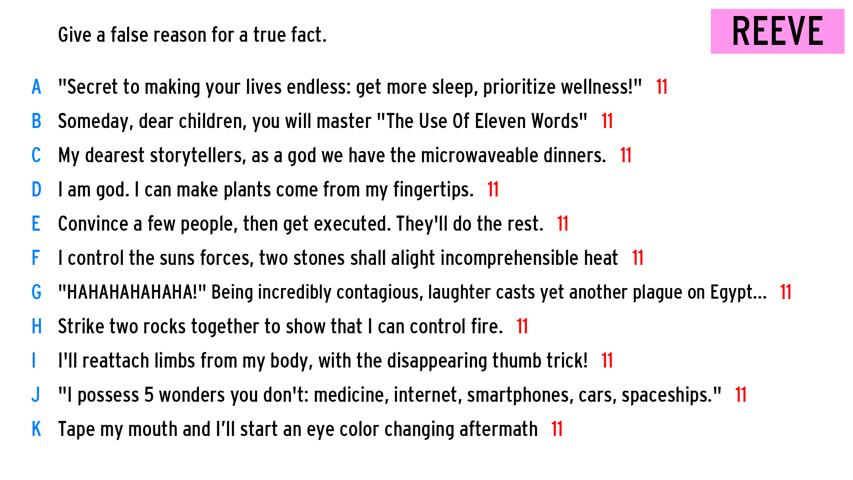 Give a false reason for a true fact.
REEVE
A "Secret to making your lives endless: get more sleep, prioritize wellness!" 11
B Someday, dear children, you will master "The Use Of Eleven Words" 11
C My dearest storytellers, as a god we have the microwaveable dinners. 11
D I am god. I can make plants come from my fingertips. 11
E Convince a few people, then get executed. They'll do the rest. 11
F I control the suns forces, two stones shall alight incomprehensible heat 11
G "HAHAHAHAHAHA!" Being incredibly contagious, laughter casts yet another plague on Egypt... 11
H Strike two rocks together to show that I can control fire. 11
I I'll reattach limbs from my body, with the disappearing thumb trick! 11
J "I possess 5 wonders you don't: medicine, internet, smartphones, cars, spaceships." 11
K Tape my mouth and I’ll start an eye color changing aftermath 11